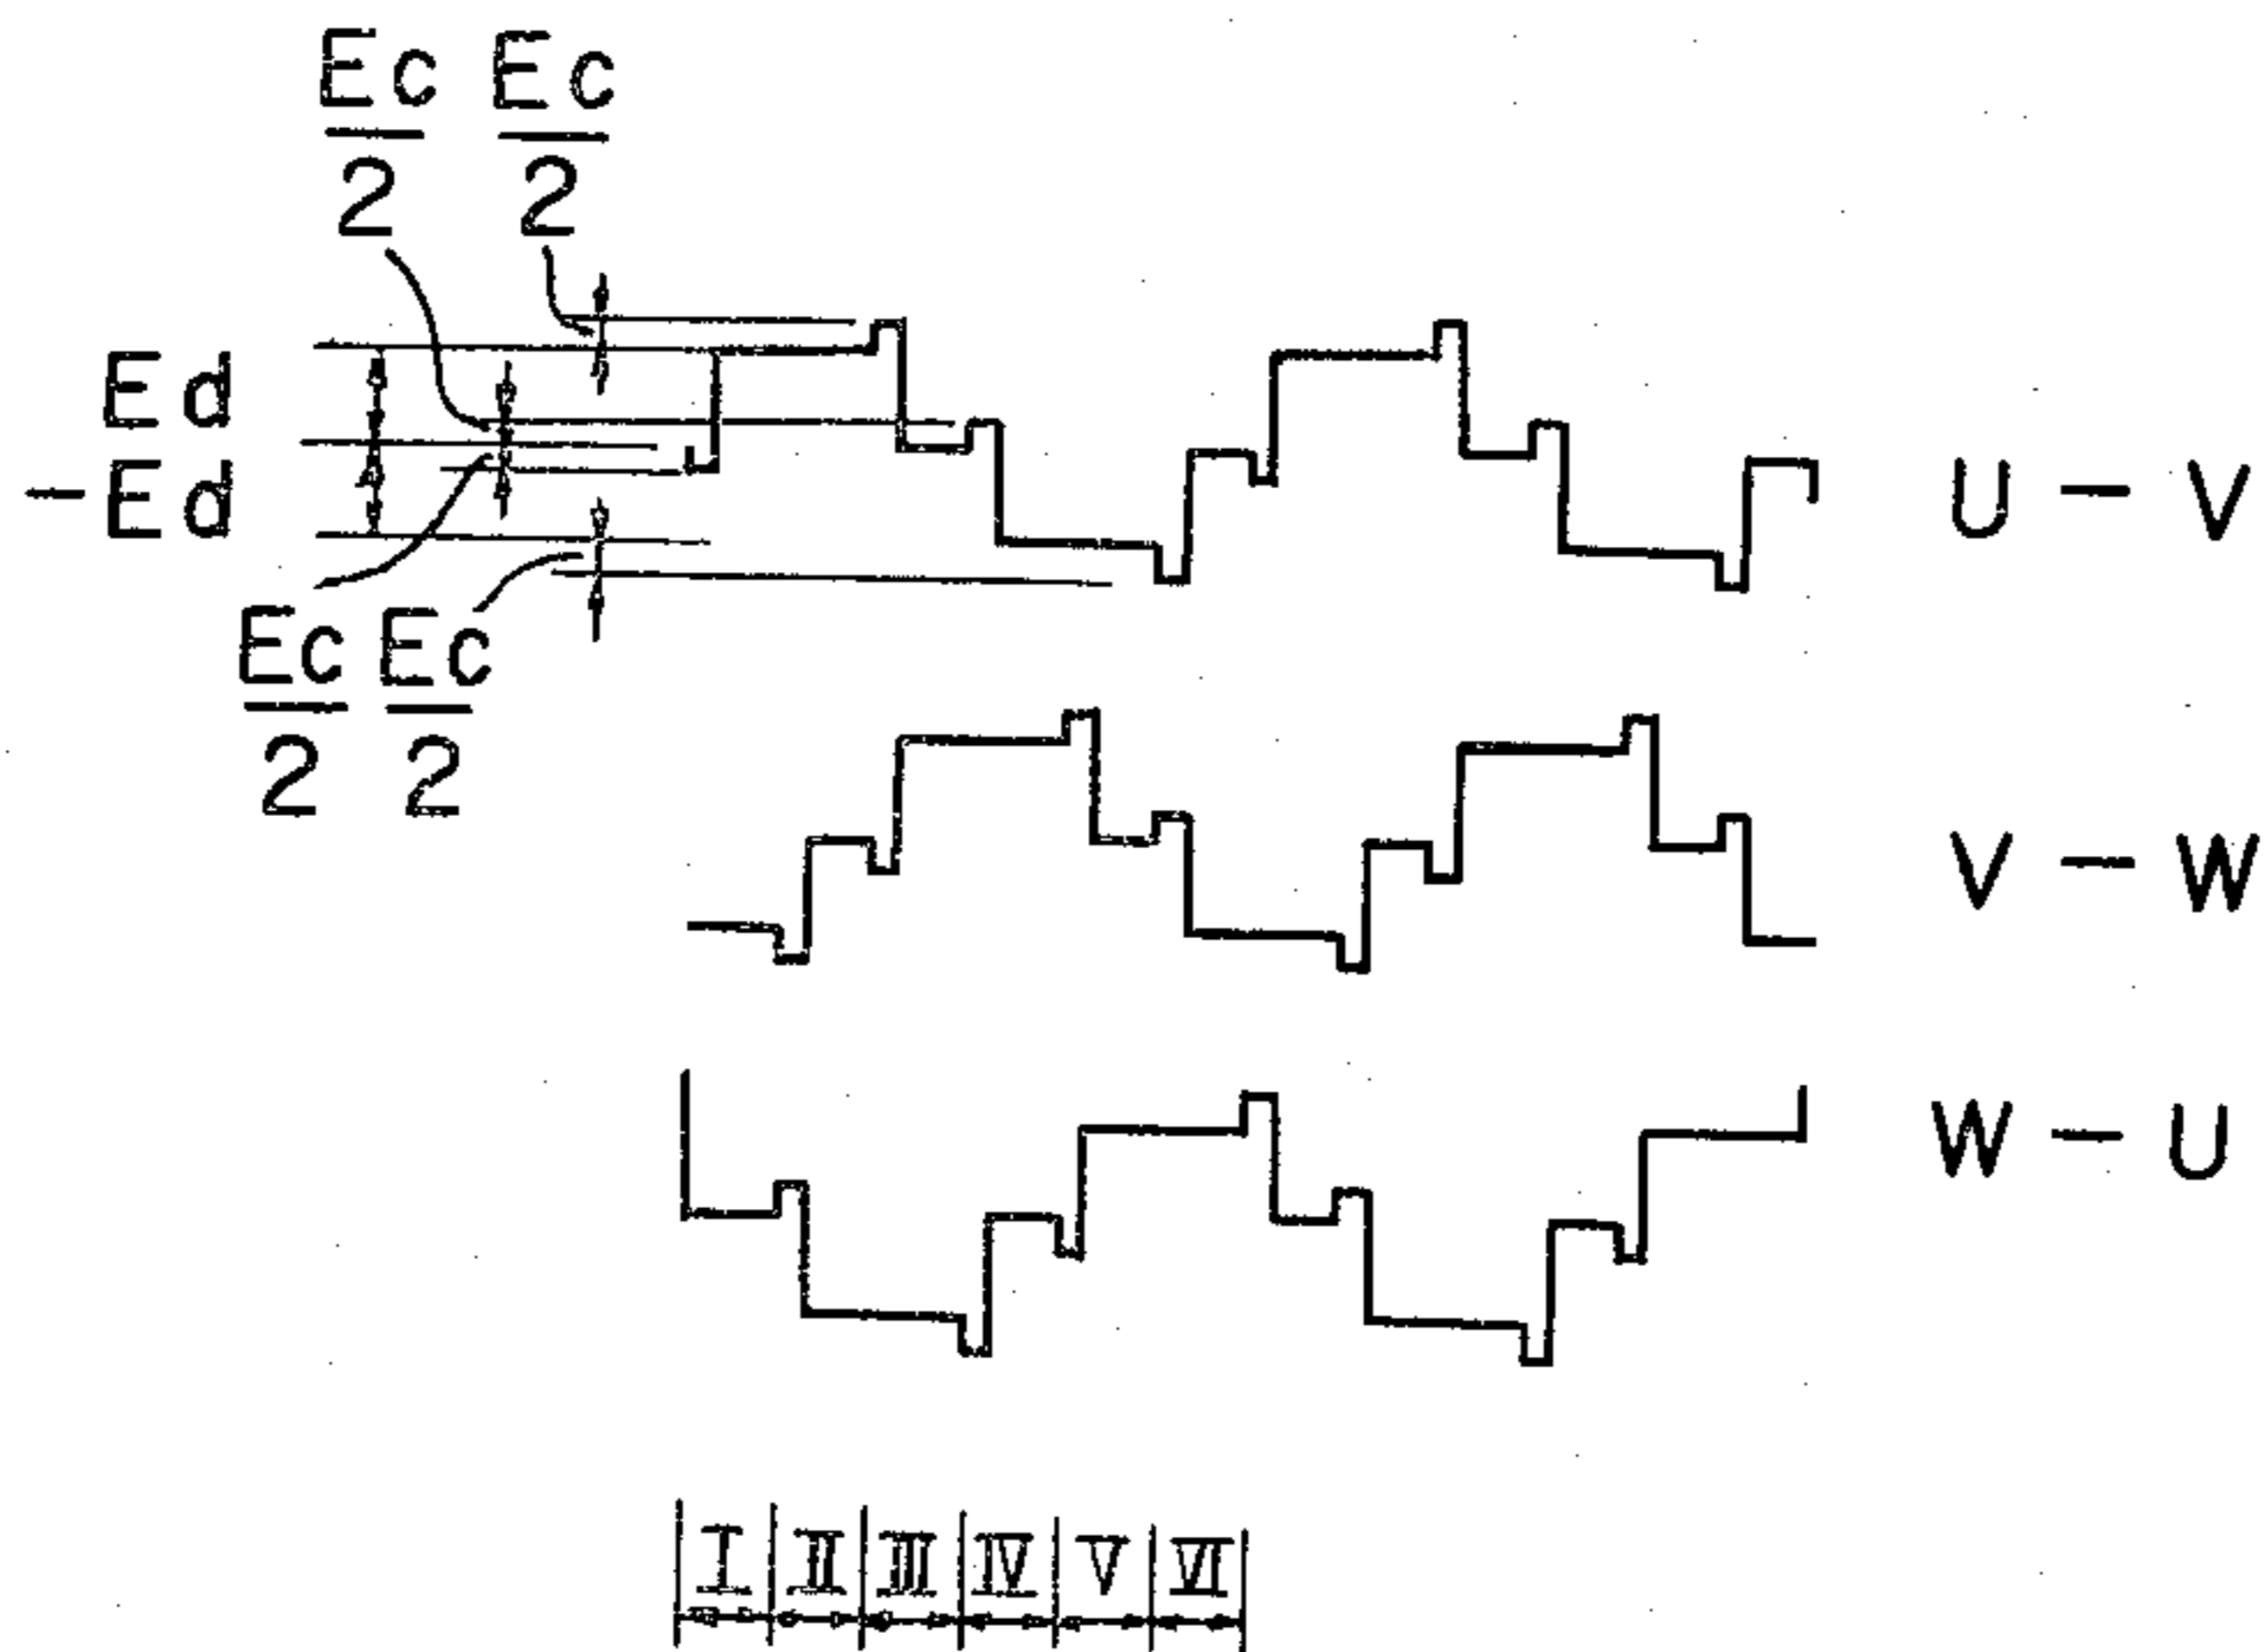 Ec/2 Ec/2
Ed
-Ed
U - V
Ec/2 Ec/2
V - W
W - U
I II III IV V VI